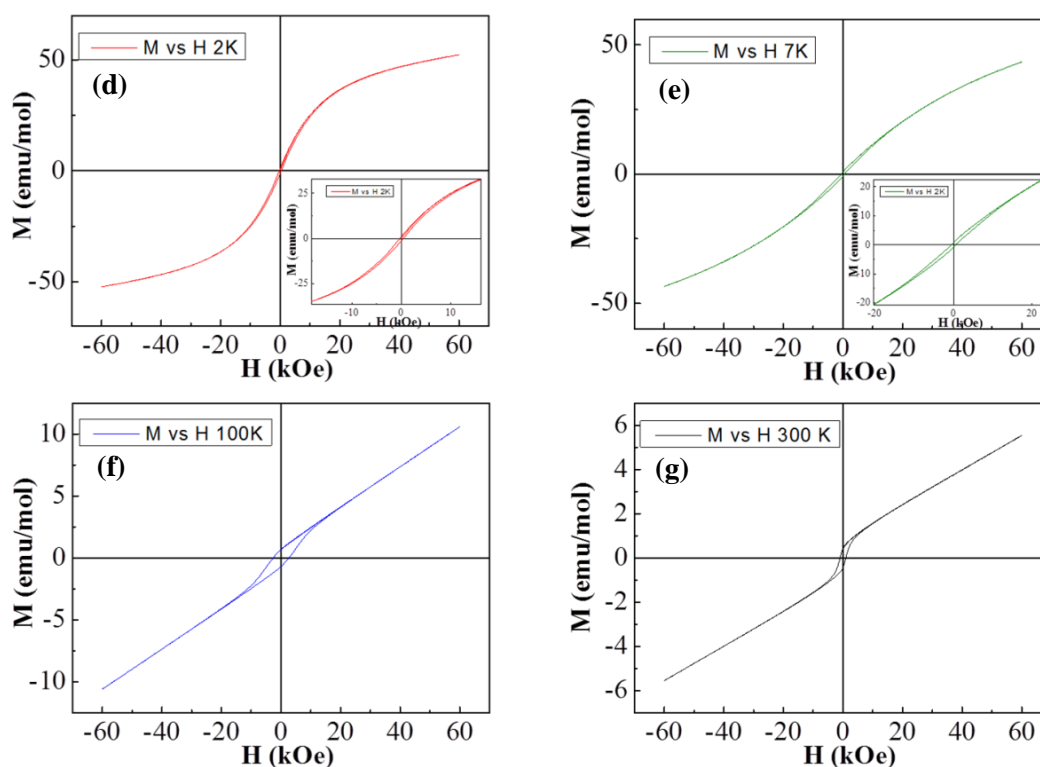 M vs H 2K
(d)
M (emu/mol)
50
0
-50
-60 -40 -20 0 20 40 60
H (kOe)
M vs H 2K
M (emu/mol)
25
0
-25
-10 0 10
H (kOe)
M vs H 7K
(e)
M (emu/mol)
50
0
-50
-60 -40 -20 0 20 40 60
H (kOe)
M vs H 2K
M (emu/mol)
20
10
0
-10
-20
-20 0 20
H (kOe)
M vs H 100K
(f)
M (emu/mol)
10
5
0
-5
-10
-60 -40 -20 0 20 40 60
H (kOe)
M vs H 300 K
(g)
M (emu/mol)
6
4
2
0
-2
-4
-6
-60 -40 -20 0 20 40 60
H (kOe)